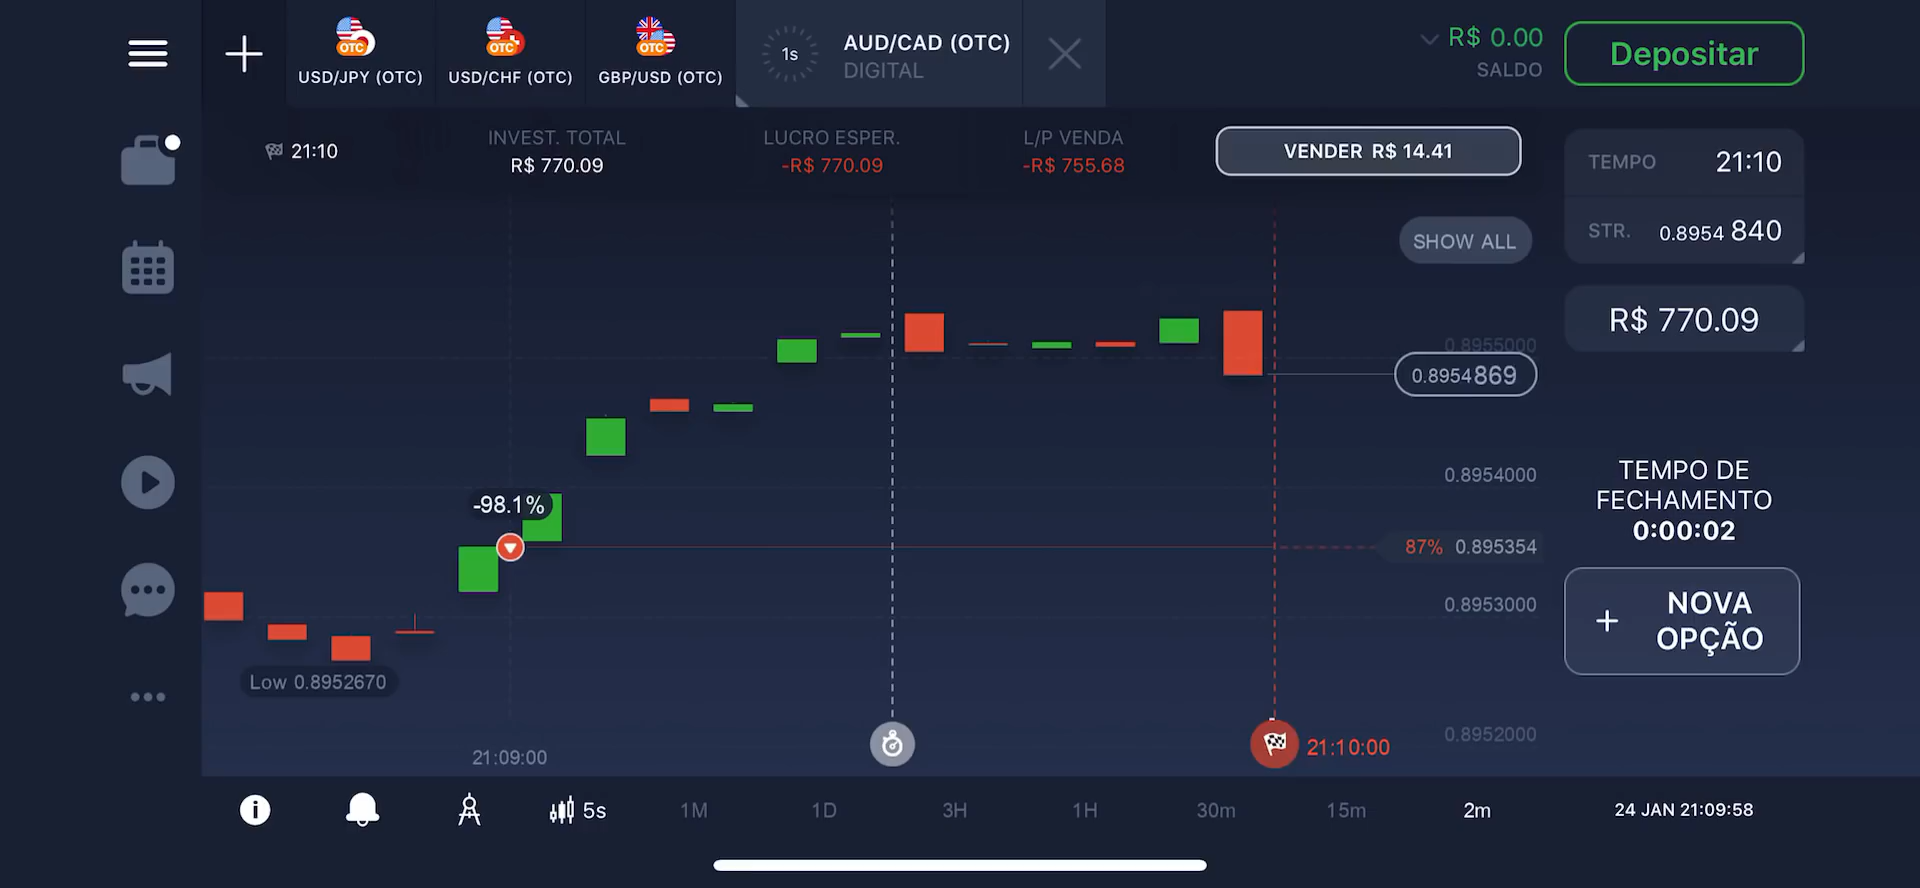 OTC
OTC
OTC
USD/JPY (OTC)
USD/CHF (OTC)
GBP/USD (OTC)
1s
AUD/CAD (OTC)
DIGITAL
R$ 0.00
SALDO
Depositar
21:10
INVEST. TOTAL
R$ 770.09
LUCRO ESPER.
-R$ 770.09
L/P VENDA
-R$ 755.68
VENDER R$ 14.41
TEMPO 21:10
STR. 0.8954 840
SHOW ALL
R$ 770.09
0.8955000
0.8954869
0.8954000
87% 0.895354
0.8953000
0.8952000
-98.1%
Low 0.8952670
TEMPO DE
FECHAMENTO
0:00:02
+ NOVA
OPÇÃO
21:09:00
21:10:00
5s
1M
1D
3H
1H
30m
15m
2m
24 JAN 21:09:58